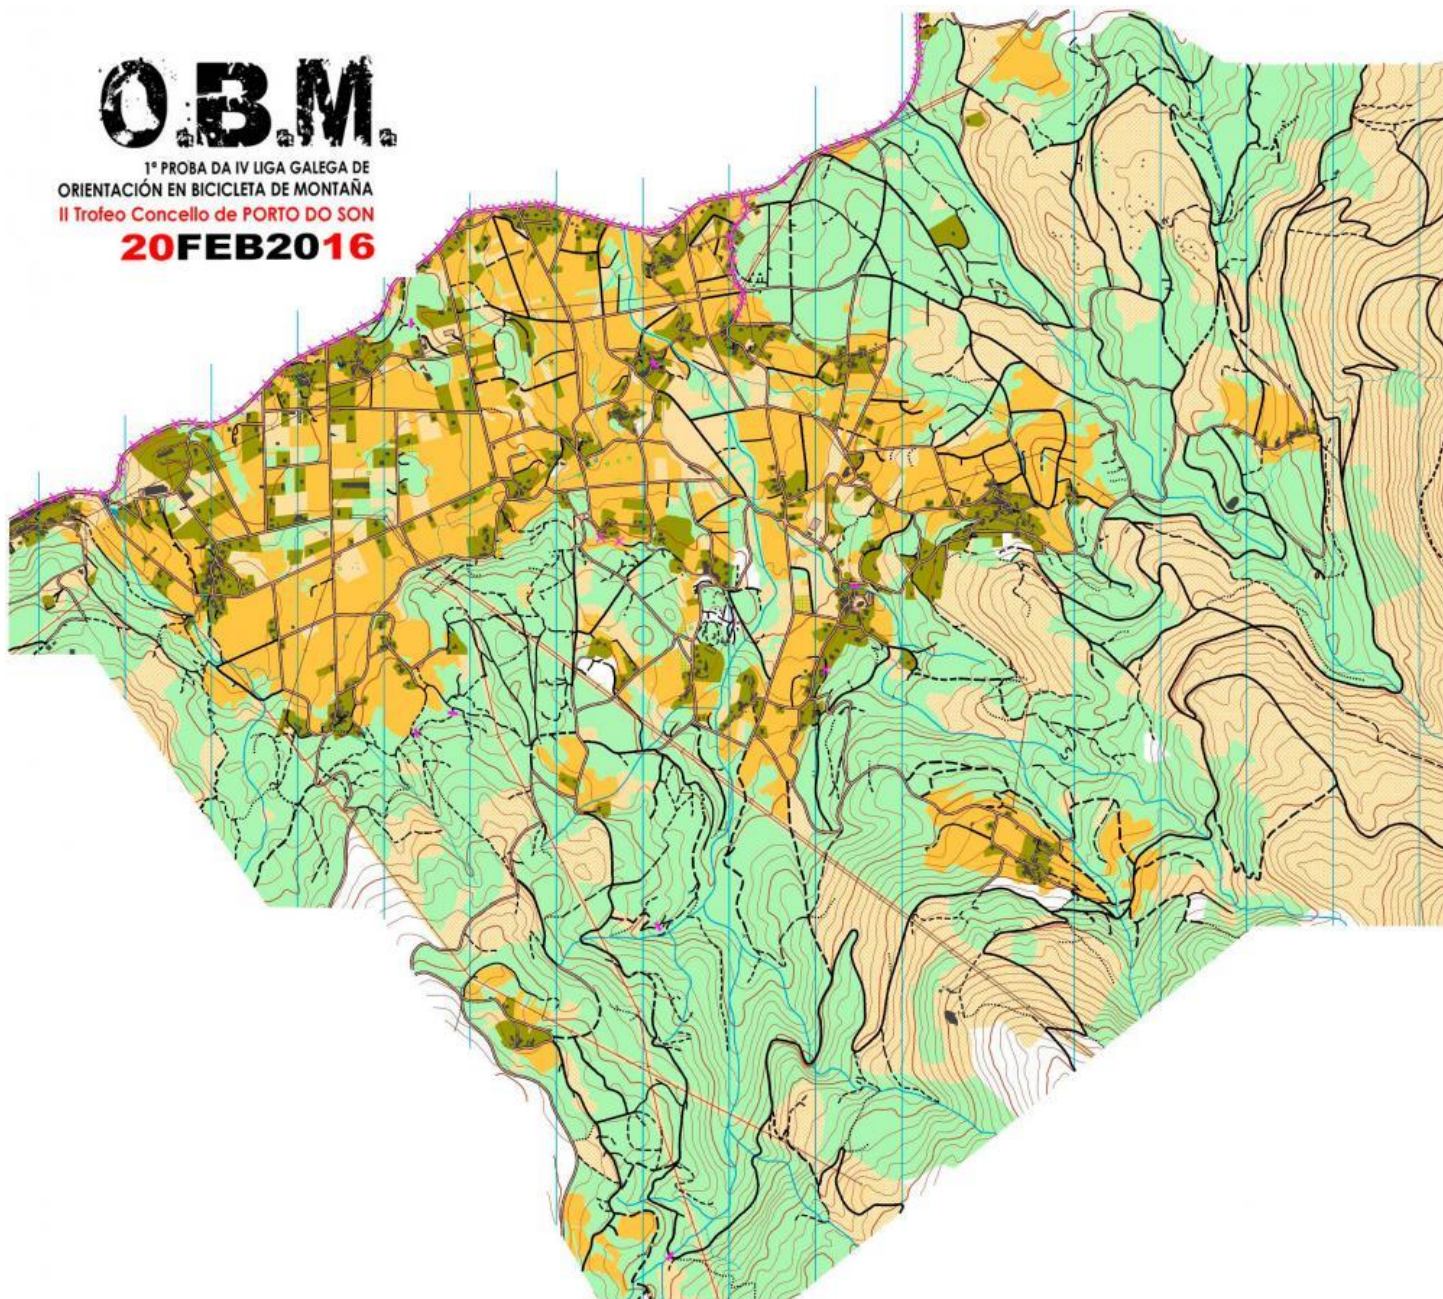 O.B.M.
1ª PROBA DA IV LIGA GALEGA DE
ORIENTACIÓN EN BICICLETA DE MONTAÑA
II Trofeo Concello de PORTO DO SON
20FEB2016